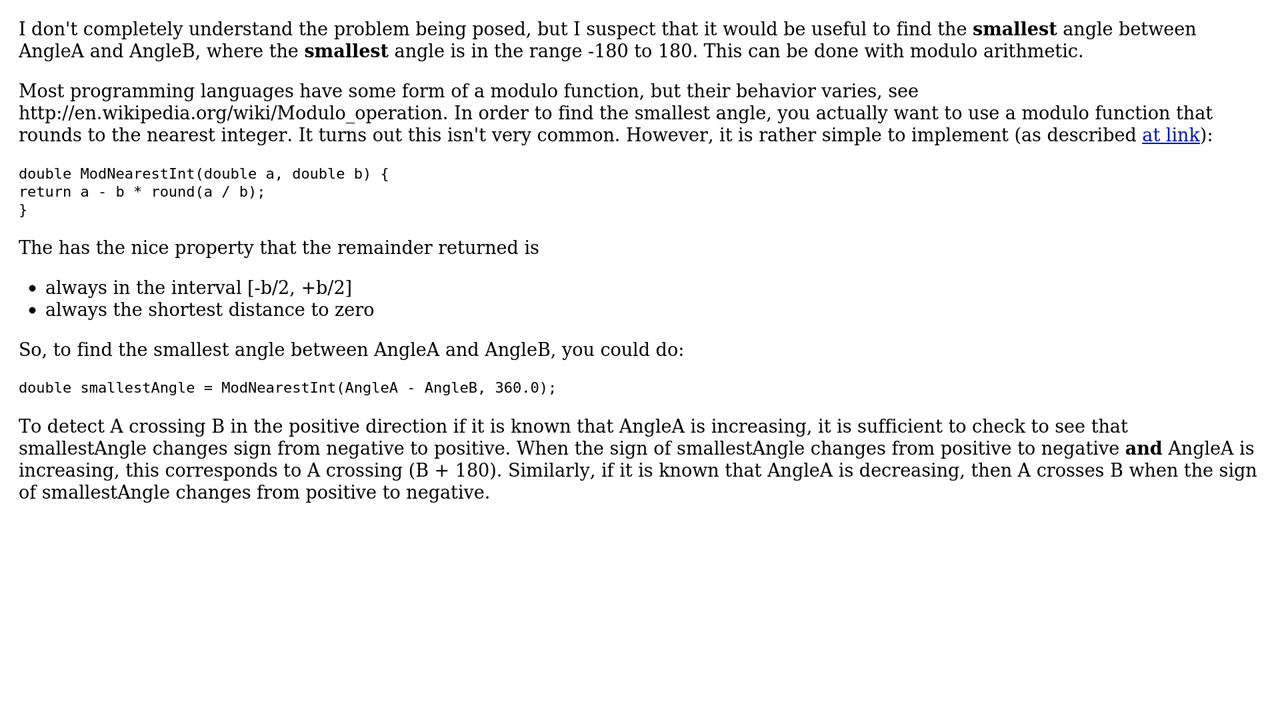 I don't completely understand the problem being posed, but I suspect that it would be useful to find the smallest angle between
AngleA and AngleB, where the smallest angle is in the range -180 to 180. This can be done with modulo arithmetic.
Most programming languages have some form of a modulo function, but their behavior varies, see
http://en.wikipedia.org/wiki/Modulo_operation. In order to find the smallest angle, you actually want to use a modulo function that
rounds to the nearest integer. It turns out this isn't very common. However, it is rather simple to implement (as described at link):
double ModNearestInt(double a, double b) {
return a - b * round(a / b);
}
The has the nice property that the remainder returned is
• always in the interval [-b/2, +b/2]
• always the shortest distance to zero
So, to find the smallest angle between AngleA and AngleB, you could do:
double smallestAngle = ModNearestInt(AngleA - AngleB, 360.0);
To detect A crossing B in the positive direction if it is known that AngleA is increasing, it is sufficient to check to see that
smallestAngle changes sign from negative to positive. When the sign of smallestAngle changes from positive to negative and AngleA is
increasing, this corresponds to A crossing (B + 180). Similarly, if it is known that AngleA is decreasing, then A crosses B when the sign
of smallestAngle changes from positive to negative.